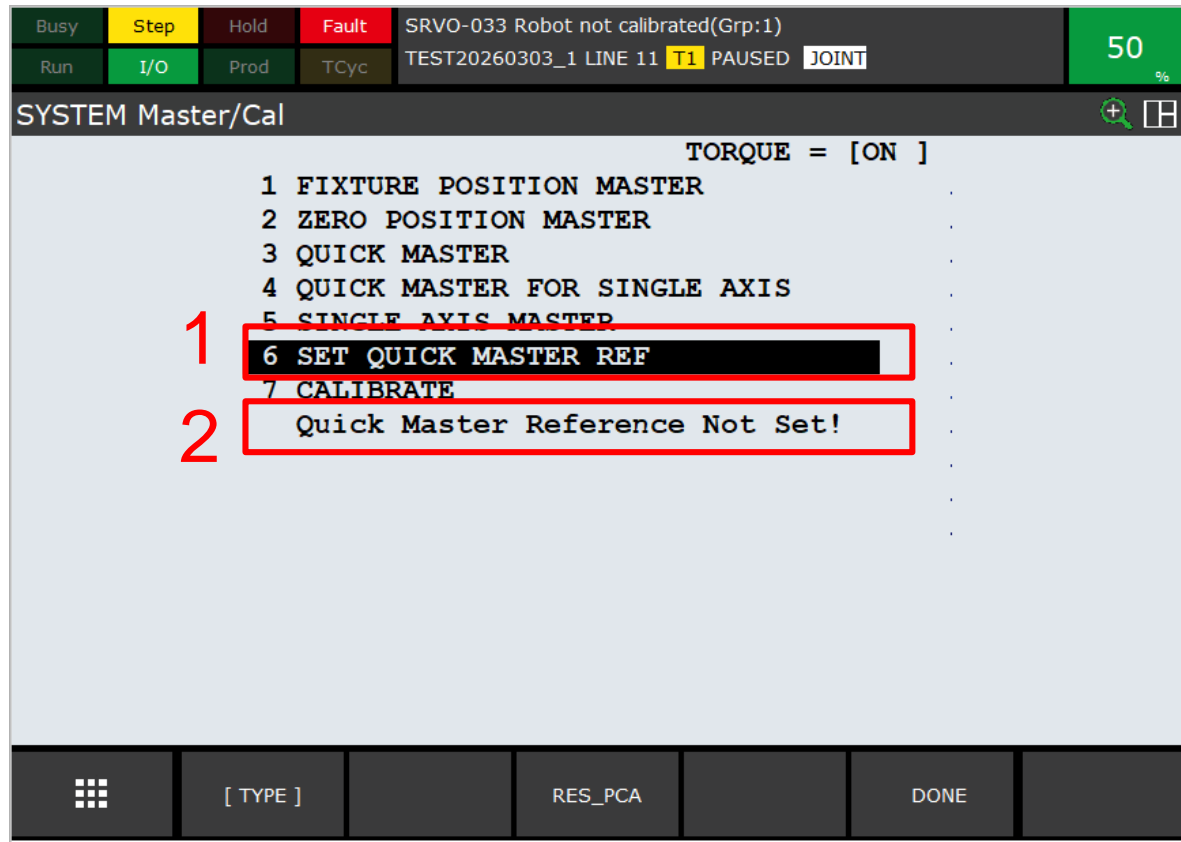 Busy Step Hold Fault SRVO-033 Robot not calibrated(Grp:1)
Run I/O Prod TCyc TEST20260303_1 LINE 11 T1 PAUSED JOINT
50 %
SYSTEM Master/Cal
TORQUE = [ON ]
1 FIXTURE POSITION MASTER
2 ZERO POSITION MASTER
3 QUICK MASTER
4 QUICK MASTER FOR SINGLE AXIS
5 SINGLE AXIS MASTER
1
6 SET QUICK MASTER REF
7 CALIBRATE
2
Quick Master Reference Not Set!
[ TYPE ] RES_PCA DONE